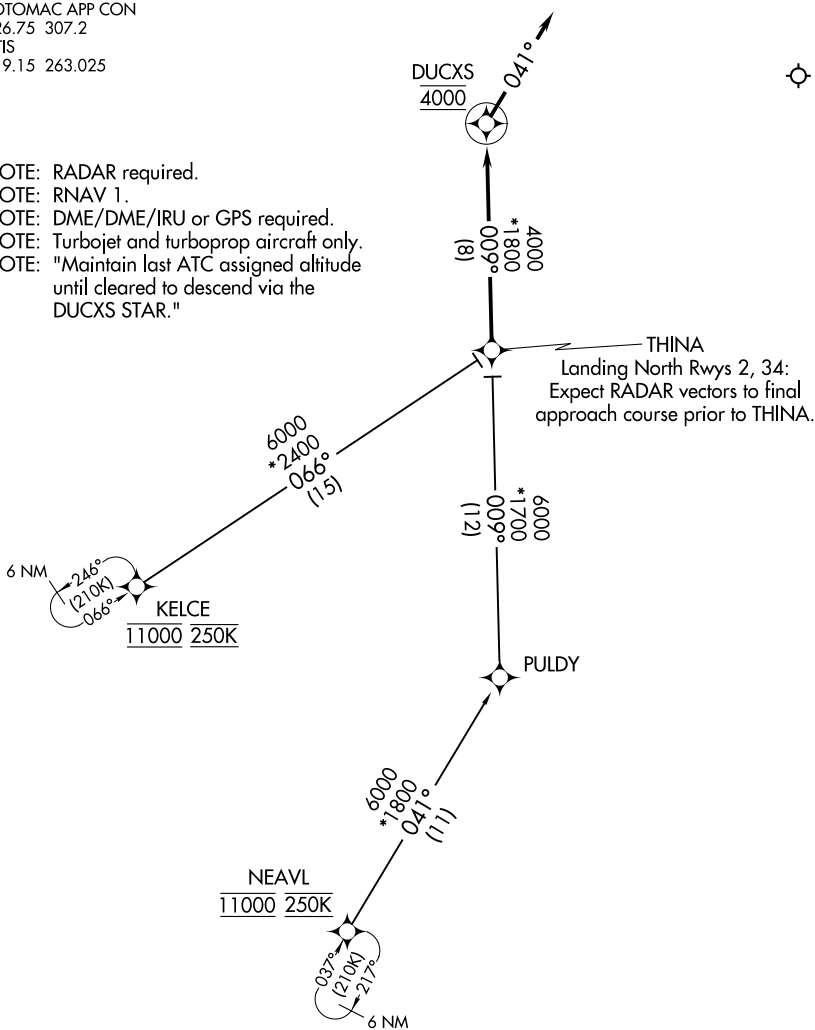 OTOMAC APP CON
26.75 307.2
TIS
9.15 263.025
DUCXS
4000
041°
OTE: RADAR required.
OTE: RNAV 1.
OTE: DME/DME/IRU or GPS required.
OTE: Turbojet and turboprop aircraft only.
OTE: "Maintain last ATC assigned altitude
until cleared to descend via the
DUCXS STAR."
4000
*1800
009°
(8)
THINA
Landing North Rwys 2, 34:
Expect RADAR vectors to final
approach course prior to THINA.
6000
*2400
066°
(15)
6000
*1700
009°
(12)
6 NM
246°
(210K)
066°
KELCE
11000 250K
PULDY
6000
*1800
041°
(11)
NEAVL
11000 250K
037°
(210K)
217°
6 NM